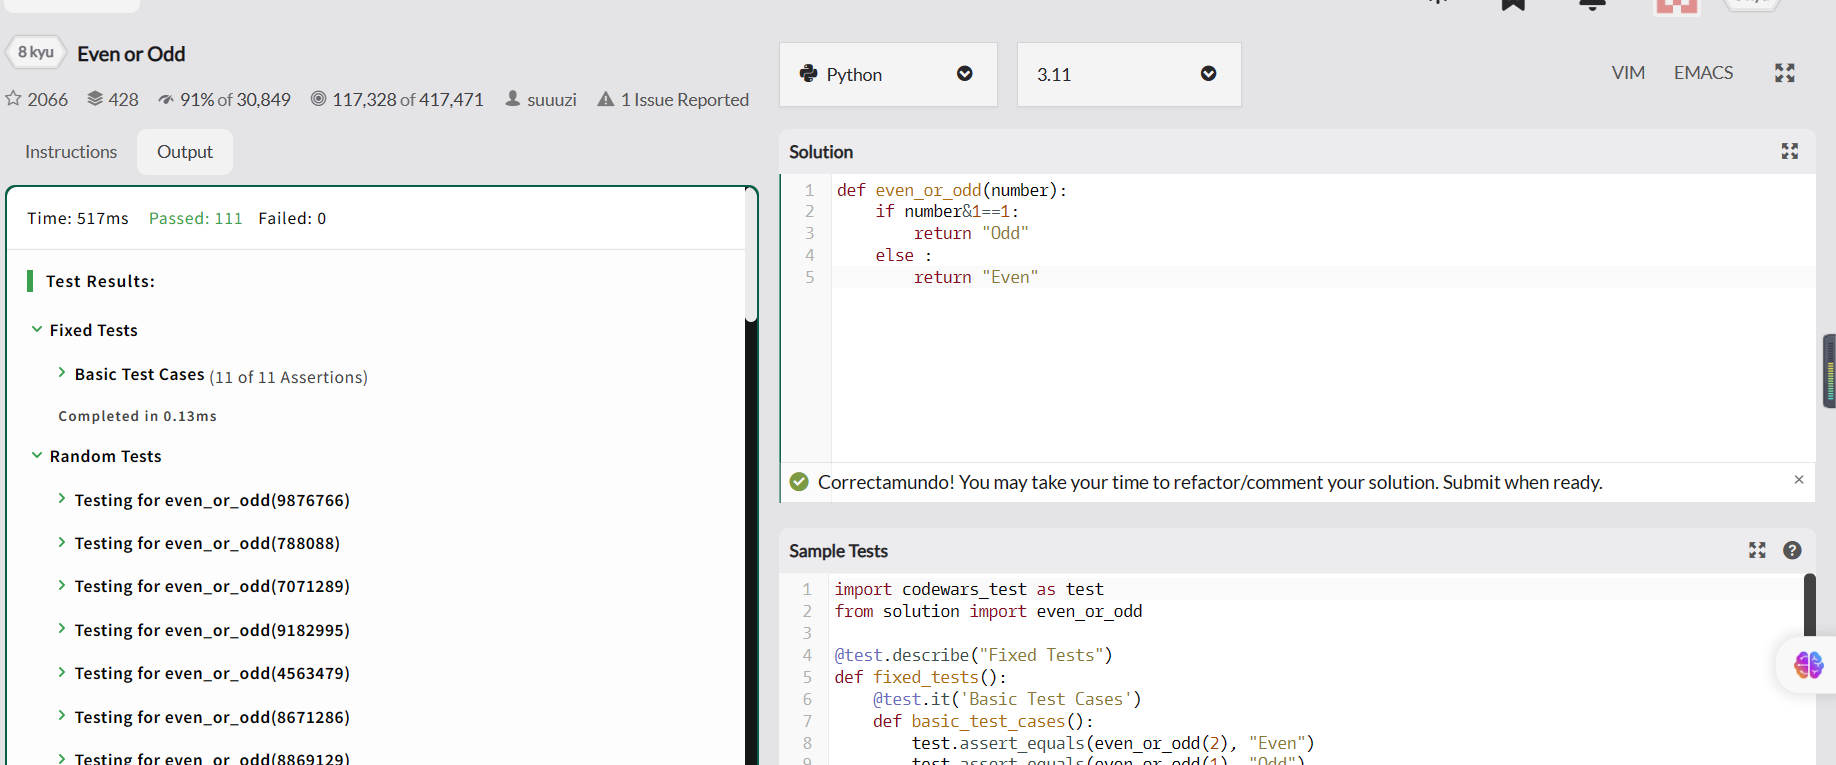 8 kyu Even or Odd
2066 428 91% of 30,849 117,328 of 417,471 suuuzi 1 Issue Reported
Instructions Output
Time: 517ms Passed: 111 Failed: 0
Test Results:
Fixed Tests
Basic Test Cases (11 of 11 Assertions)
Completed in 0.13ms
Random Tests
Testing for even_or_odd(9876766)
Testing for even_or_odd(788088)
Testing for even_or_odd(7071289)
Testing for even_or_odd(9182995)
Testing for even_or_odd(4563479)
Testing for even_or_odd(8671286)
Testing for even_or_odd(8869129)
Python 3.11 VIM EMACS
Solution
1 def even_or_odd(number):
2 if number&1==1:
3 return "Odd"
4 else :
5 return "Even"
Correctamundo! You may take your time to refactor/comment your solution. Submit when ready. ×
Sample Tests ?
1 import codewars_test as test
2 from solution import even_or_odd
3
4 @test.describe("Fixed Tests")
5 def fixed_tests():
6 @test.it('Basic Test Cases')
7 def basic_test_cases():
8 test.assert_equals(even_or_odd(2), "Even")
9 test.assert_equals(even_or_odd(1), "Odd")